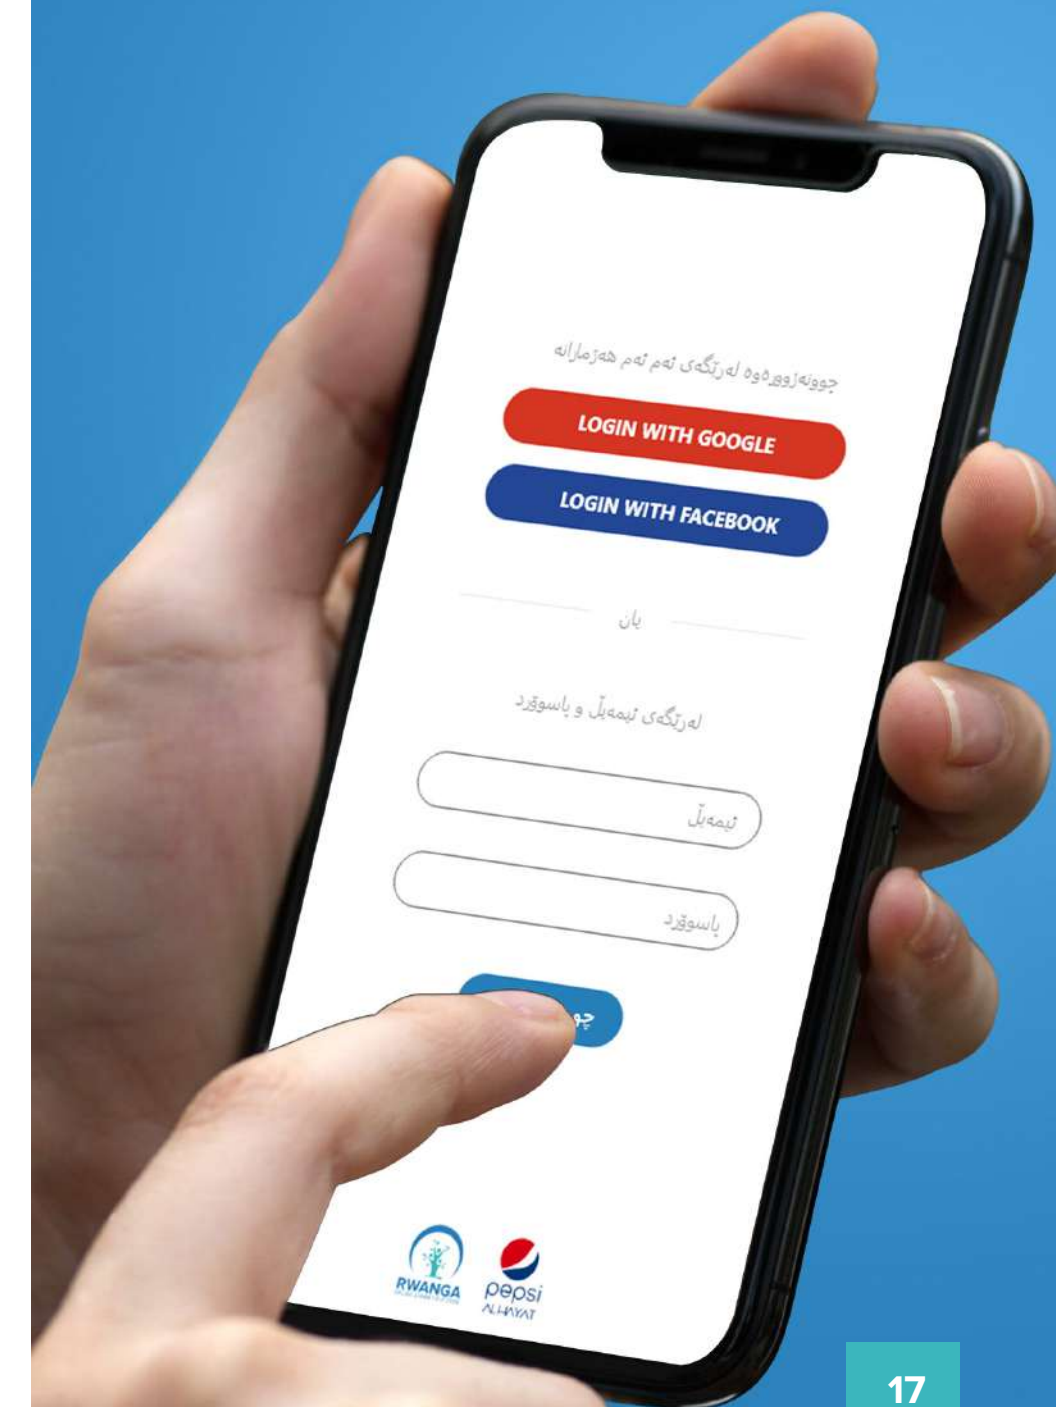 چوونەژوورەوە لەڕێگەی ئەم ئەم هەژمارانە
LOGIN WITH GOOGLE
LOGIN WITH FACEBOOK
یان
لەڕێگەی ئیمەیڵ و پاسوۆرد
ئیمەیڵ
پاسوۆرد
RWANGA
pepsi
ALHAYAT
17